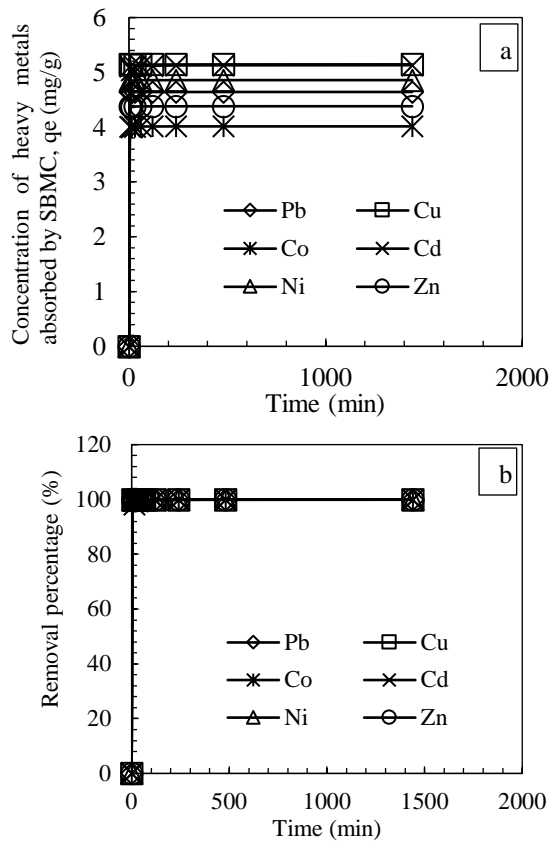 a
Concentration of heavy metals
absorbed by SBMC, qe (mg/g)
6
5
4
3
2
1
0
Pb Cu
Co Cd
Ni Zn
0 1000 2000
Time (min)
b
Removal percentage (%)
120
100
80
60
40
20
0
Pb Cu
Co Cd
Ni Zn
0 500 1000 1500 2000
Time (min)